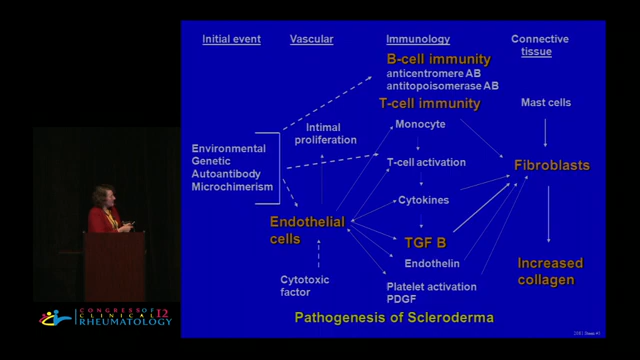 Initial event
Vascular
Immunology
Connective
tissue
B-cell immunity
anticentromere AB
antitopoisomerase AB
T-cell immunity
Mast cells
Monocyte
Intimal
proliferation
Environmental
Genetic
Autoantibody
Microchimerism
T-cell activation
Fibroblasts
Cytokines
Endothelial
cells
TGF B
Endothelin
Increased
collagen
Cytotoxic
factor
Platelet activation
PDGF
Pathogenesis of Scleroderma
CONGRESS OF 12
CLINICAL
RHEUMATOLOGY